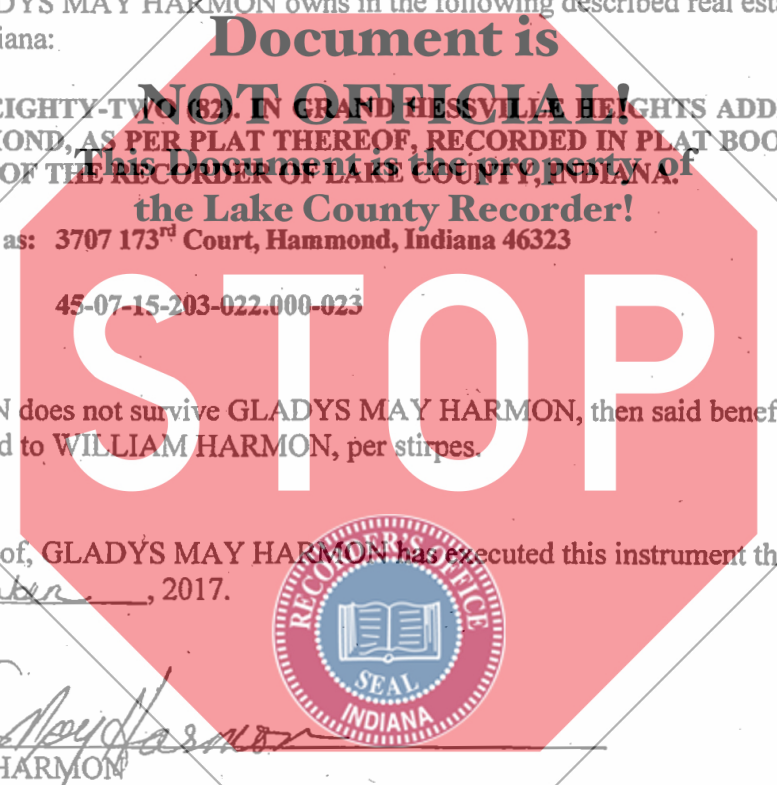 DYS MAY HARMON owns in the following described real esta
iana:
Document is
NOT OFFICIAL!
EIGHTY-TWO (82). IN GRAND HESSVILLE HEIGHTS ADD
OND, AS PER PLAT THEREOF, RECORDED IN PLAT BOO
This Document is the property of
OF THE RECORDER OF LAKE COUNTY, INDIANA.
the Lake County Recorder!
as: 3707 173rd Court, Hammond, Indiana 46323
45-07-15-203-022.000-023
STOP
N does not survive GLADYS MAY HARMON, then said benef
d to WILLIAM HARMON, per stirpes.
of, GLADYS MAY HARMON has executed this instrument th
, 2017.
RECORDER'S OFFICE
SEAL
INDIANA
May Harmon
HARMON